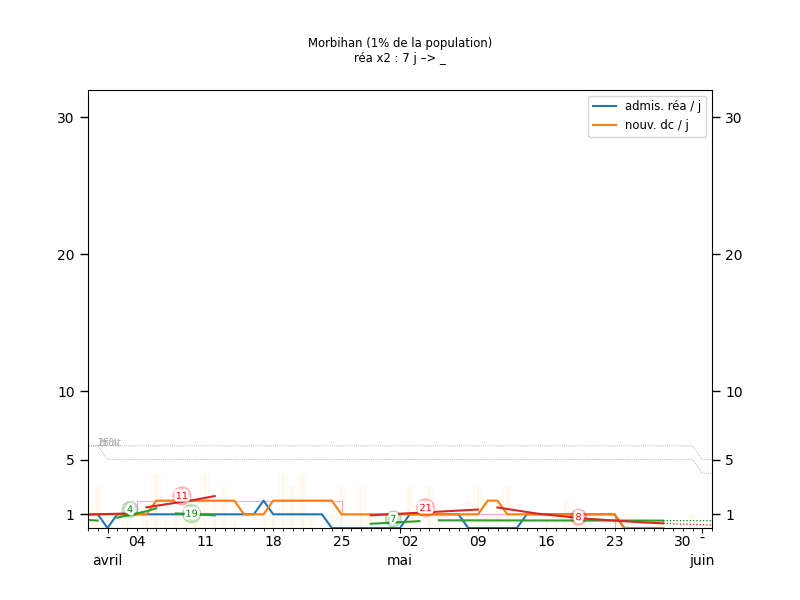 Morbihan (1% de la population)
réa x2 : 7 j –> _
admis. réa / j
nouv. dc / j
30 30
20 20
10 10
5 5
1 1
4 11 19 7 21 8
- 04 11 18 25 - 02 09 16 23 30 -
avril mai juin